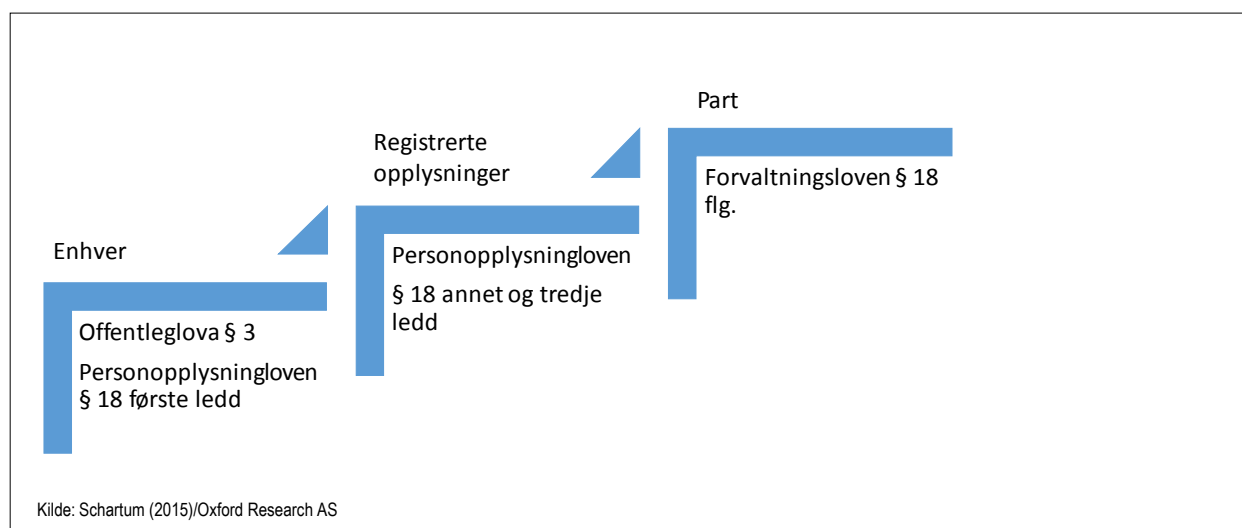 Enhver
Offentleglova § 3
Personopplysningloven
§ 18 første ledd
Registrerte
opplysninger
Personopplysningloven
§ 18 annet og tredje
ledd
Part
Forvaltningsloven § 18
flg.
Kilde: Schartum (2015)/Oxford Research AS